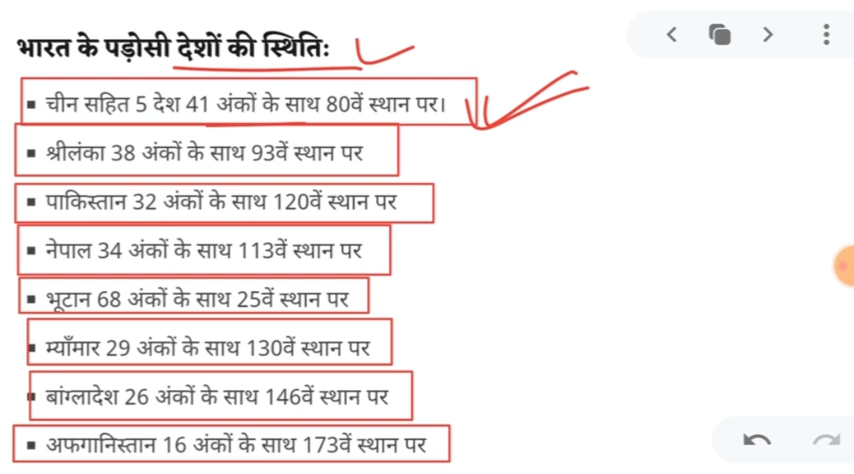 भारत के पड़ोसी देशों की स्थितिः
▪ चीन सहित 5 देश 41 अंकों के साथ 80वें स्थान पर।
▪ श्रीलंका 38 अंकों के साथ 93वें स्थान पर
▪ पाकिस्तान 32 अंकों के साथ 120वें स्थान पर
▪ नेपाल 34 अंकों के साथ 113वें स्थान पर
▪ भूटान 68 अंकों के साथ 25वें स्थान पर
▪ म्याँमार 29 अंकों के साथ 130वें स्थान पर
▪ बांग्लादेश 26 अंकों के साथ 146वें स्थान पर
▪ अफगानिस्तान 16 अंकों के साथ 173वें स्थान पर